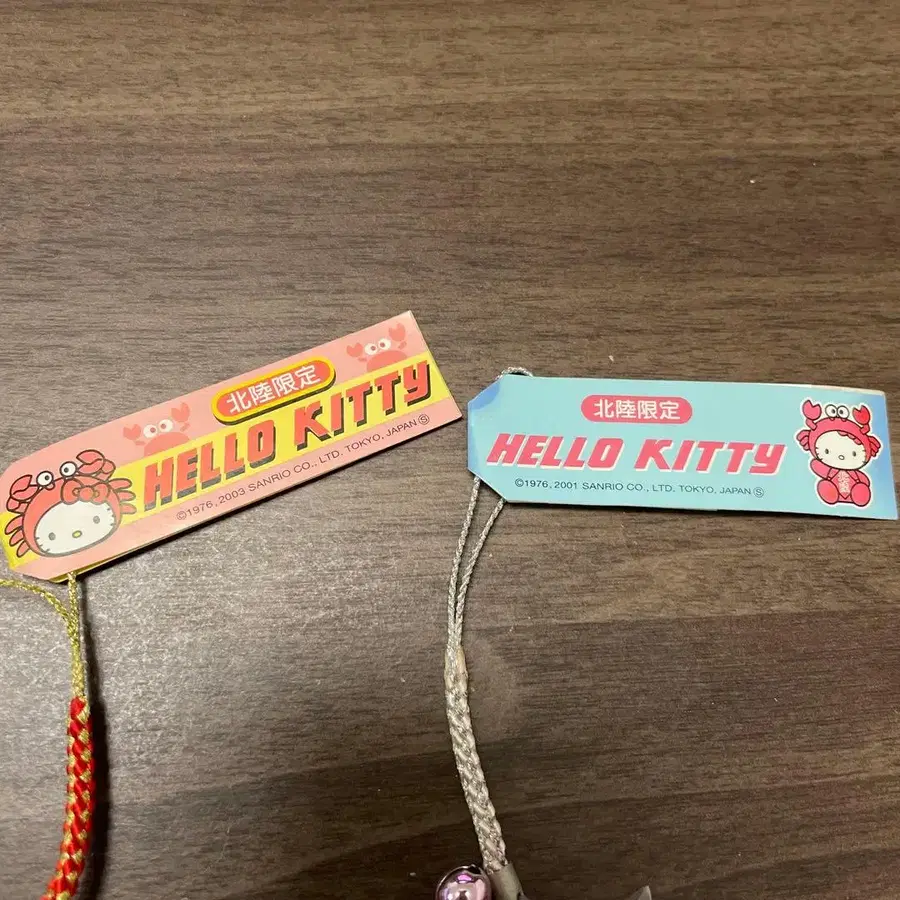 北陸限定
HELLO KITTY
©1976, 2003 SANRIO CO., LTD. TOKYO, JAPAN Ⓢ
北陸限定
HELLO KITTY
©1976, 2001 SANRIO CO., LTD. TOKYO, JAPAN Ⓢ